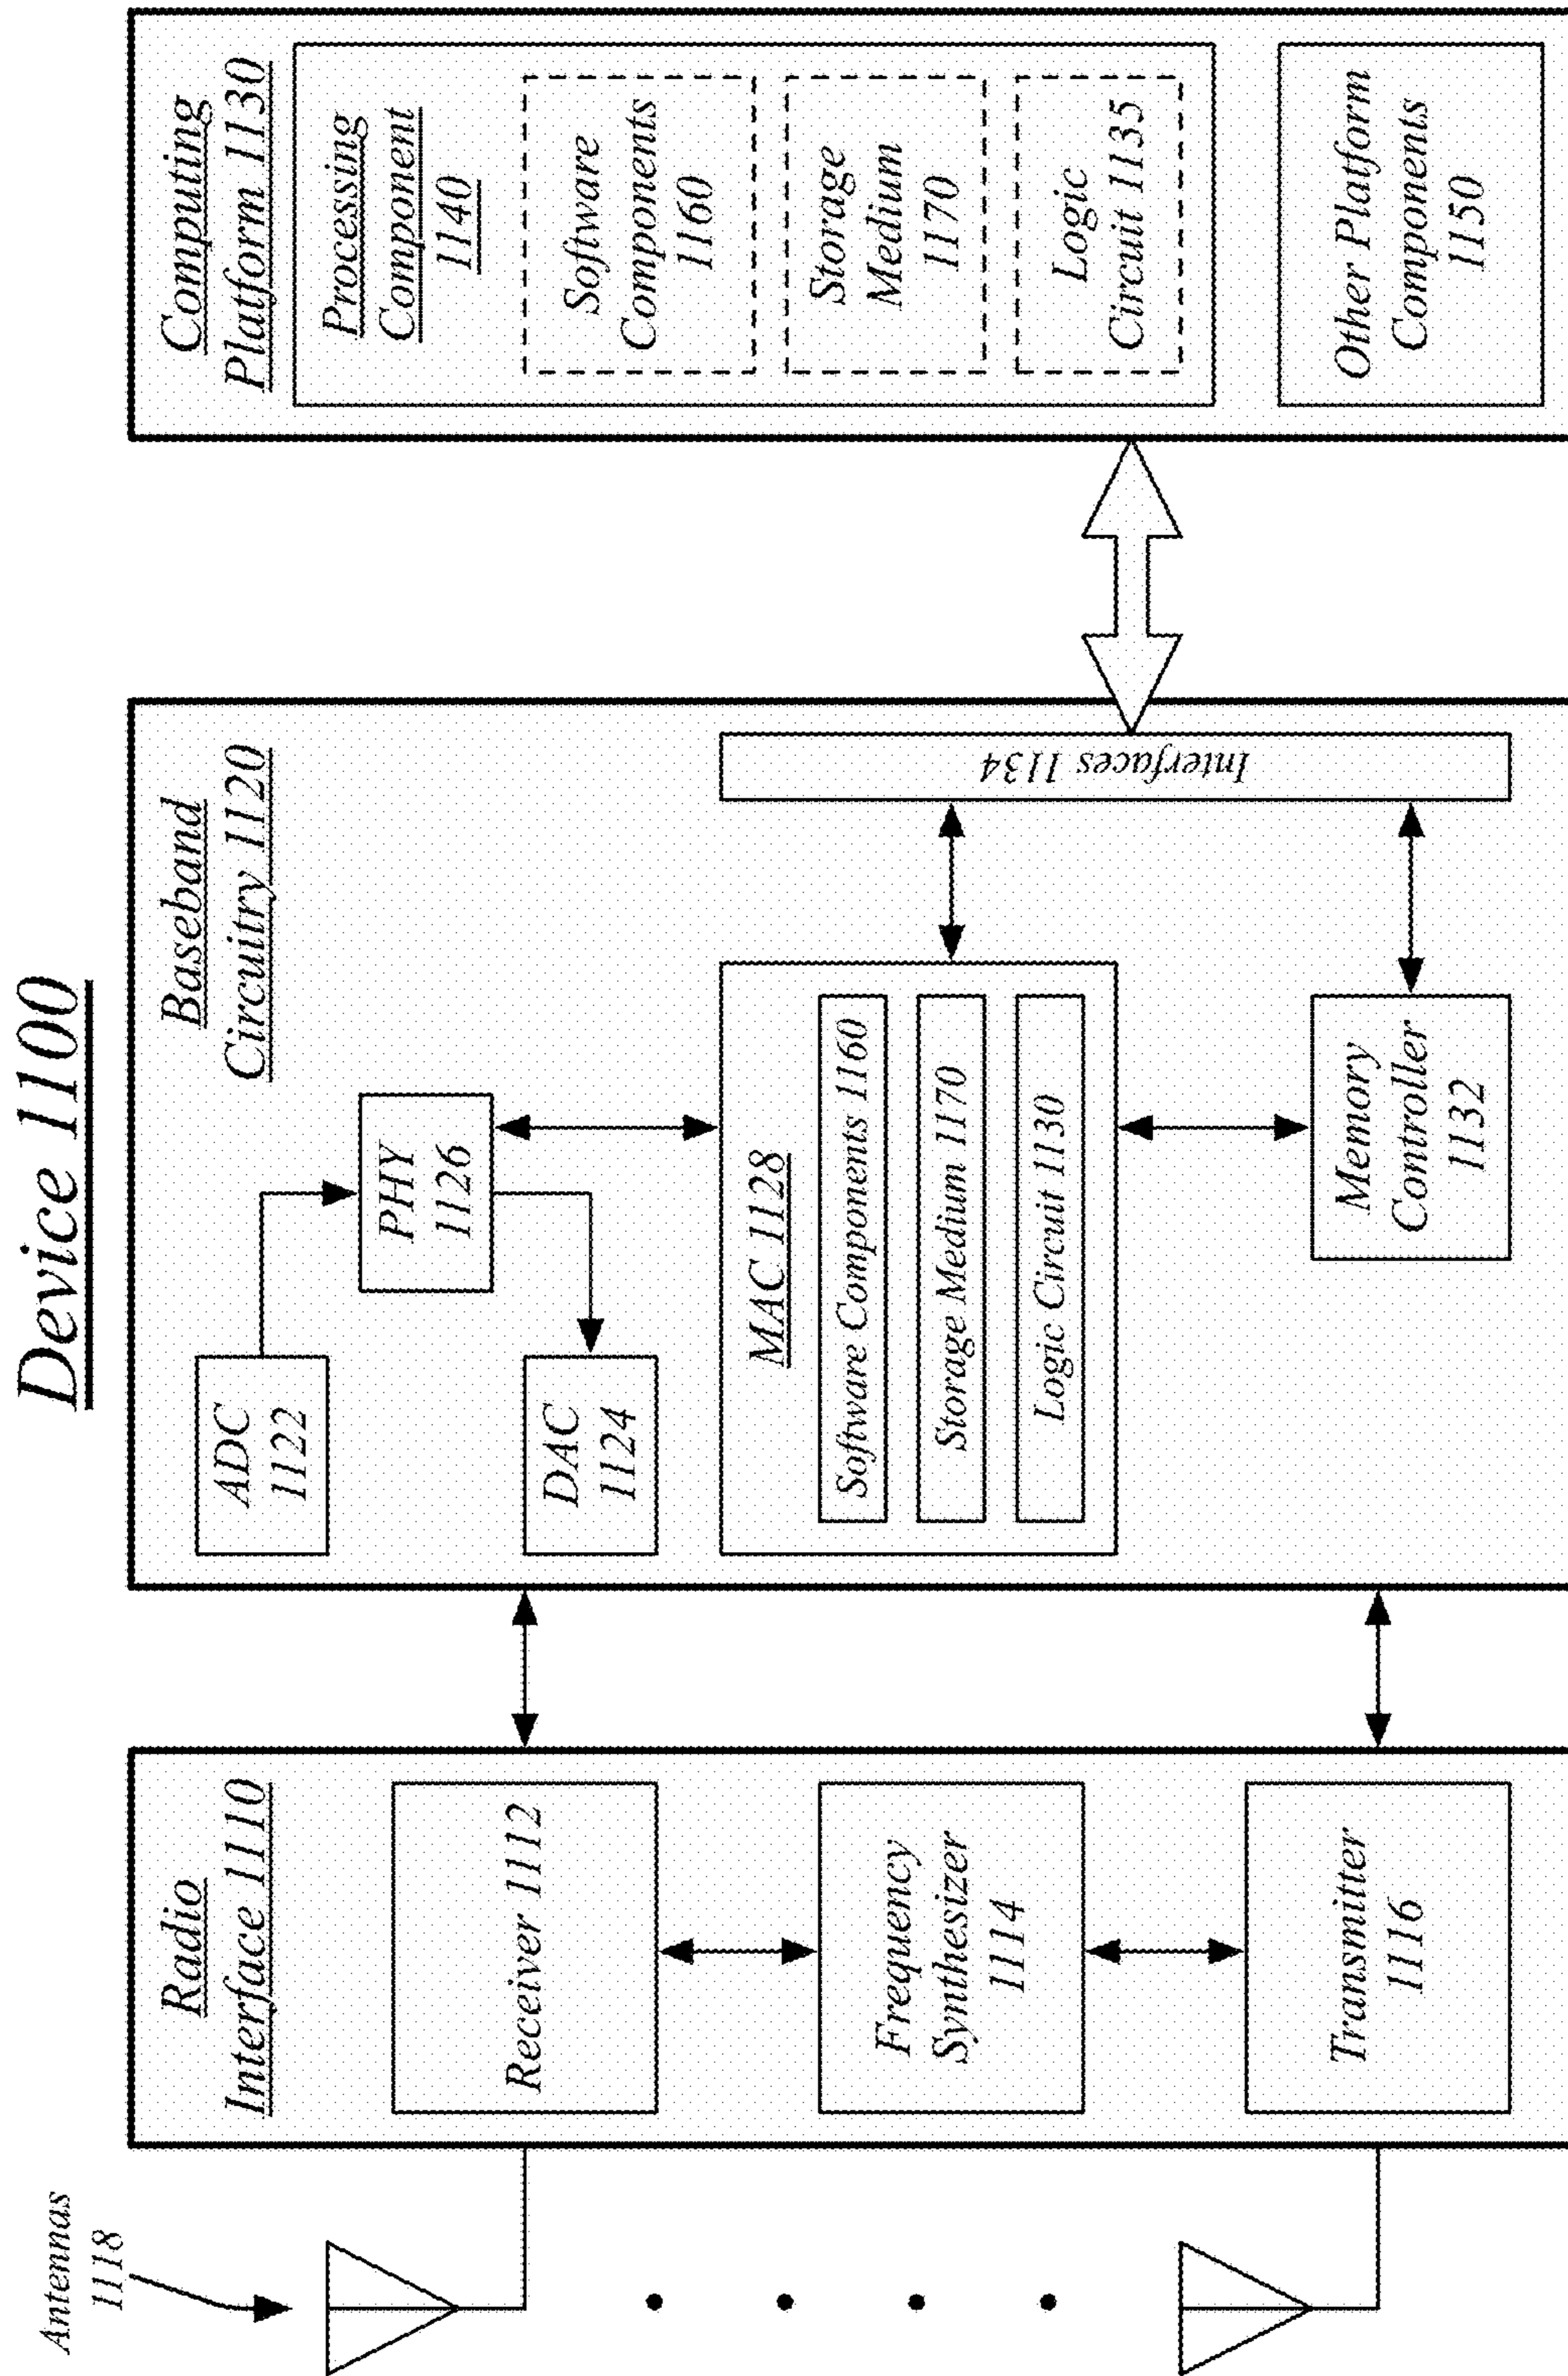 Device 1100
Antennas
1118
Radio
Interface 1110
Receiver 1112
Frequency
Synthesizer
1114
Transmitter
1116
Baseband
Circuitry 1120
ADC
1122
PHY
1126
DAC
1124
MAC 1128
Software Components 1160
Storage Medium 1170
Logic Circuit 1130
Memory
Controller
1132
Interfaces 1134
Computing
Platform 1130
Processing
Component
1140
Software
Components
1160
Storage
Medium
1170
Logic
Circuit 1135
Other Platform
Components
1150